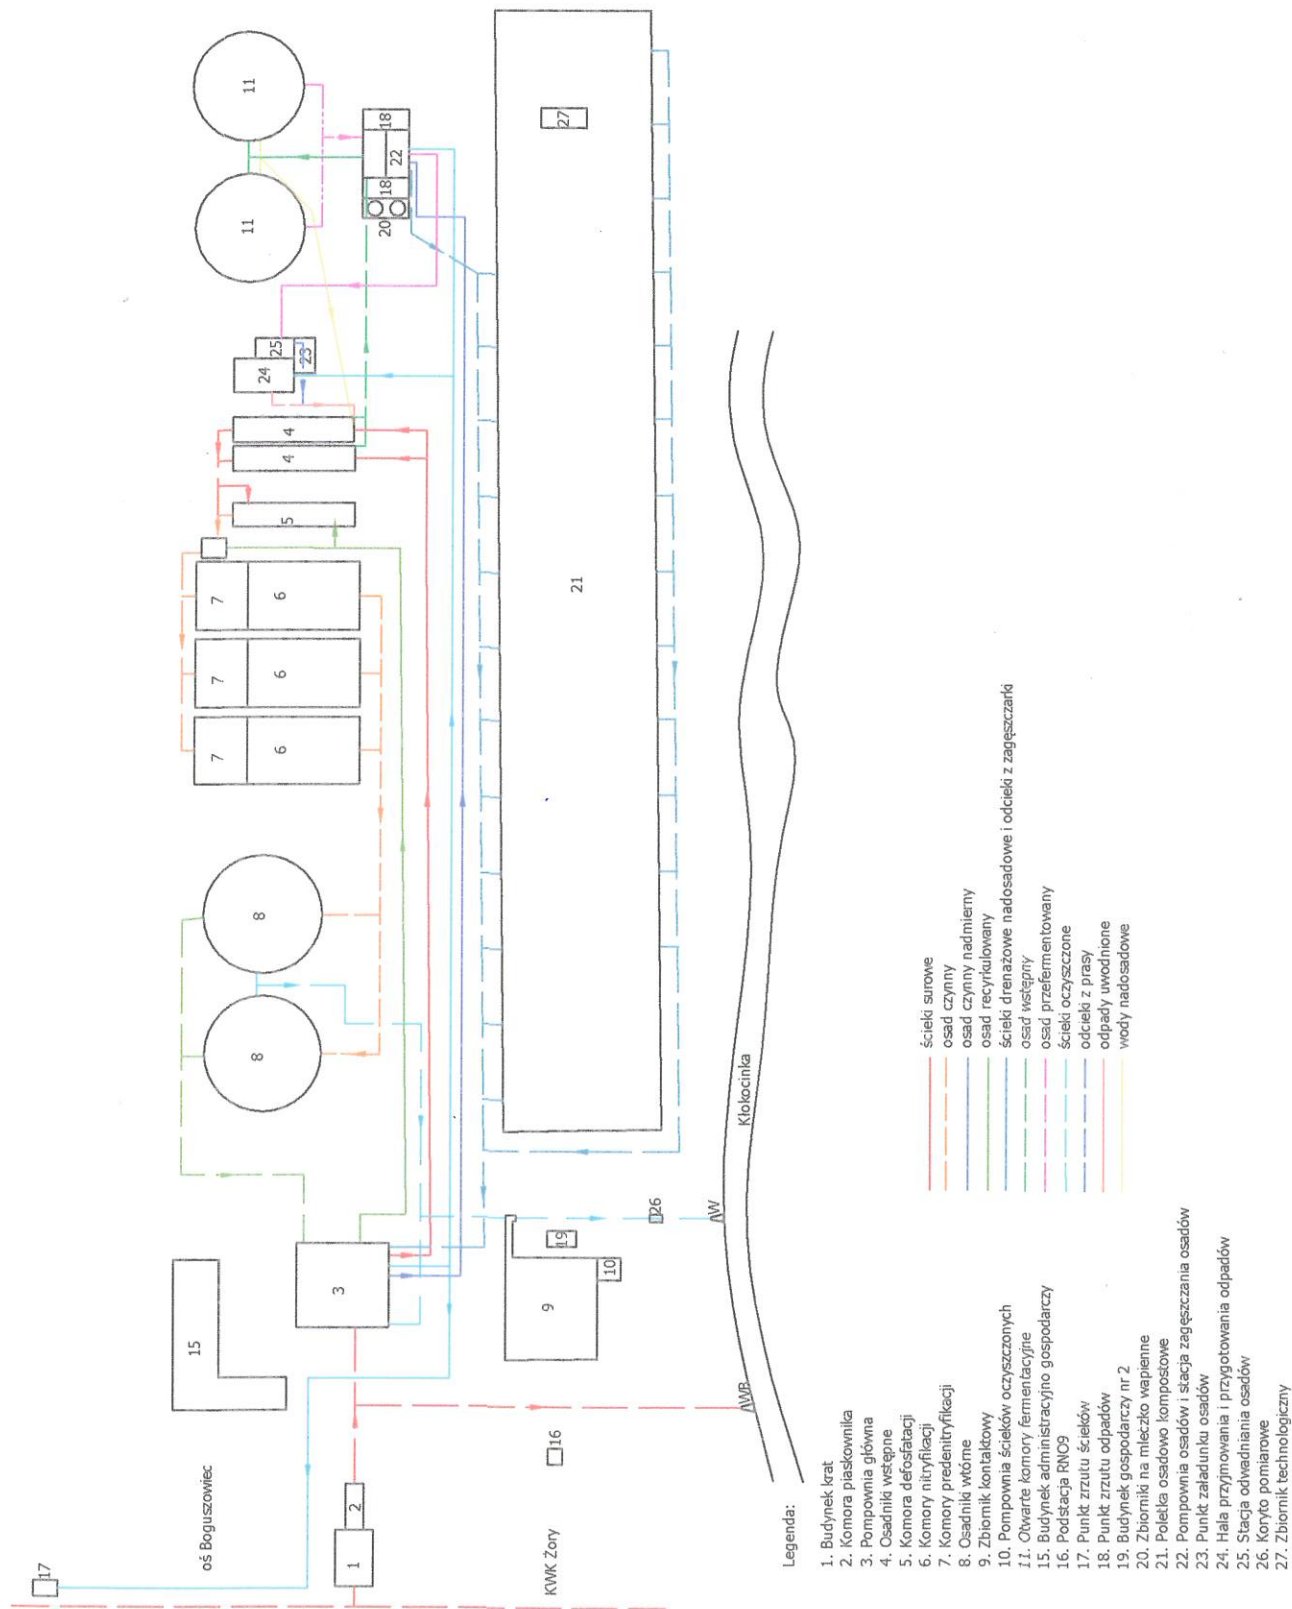 17
15
oś Boguszowiec
7
7
7
11
11
8
8
24
25
6
6
6
5
4
4
23
3
1
2
20
18
22
18
KWK Żory
16
9
19
10
27
21
26
WR
W
Kłokocinka
Legenda:
1. Budynek krat
2. Komora piaskownika
3. Pompownia główna
4. Osadniki wstępne
5. Komora defosfatacji
6. Komory nitryfikacji
7. Komory predenitryfikacji
8. Osadniki wtórne
9. Zbiornik kontaktowy
10. Pompownia ścieków oczyszczonych
11. Otwarte komory fermentacyjne
15. Budynek administracyjno gospodarczy
16. Podstacja RNO9
17. Punkt zrzutu ścieków
18. Punkt zrzutu odpadów
19. Budynek gospodarczy nr 2
20. Zbiorniki na mleczko wapienne
21. Poletka osadowo kompostowe
22. Pompownia osadów i stacja zagęszczania osadów
23. Punkt załadunku osadów
24. Hala przyjmowania i przygotowania odpadów
25. Stacja odwadniania osadów
26. Koryto pomiarowe
27. Zbiornik technologiczny
ścieki surowe
osad czynny
osad czynny nadmierny
osad recyrkulowany
ścieki drenażowe nadosadowe i odcieki z zagęszczarki
osad wstępny
osad przefermentowany
ścieki oczyszczone
odcieki z prasy
odpady uwodnione
wody nadosadowe